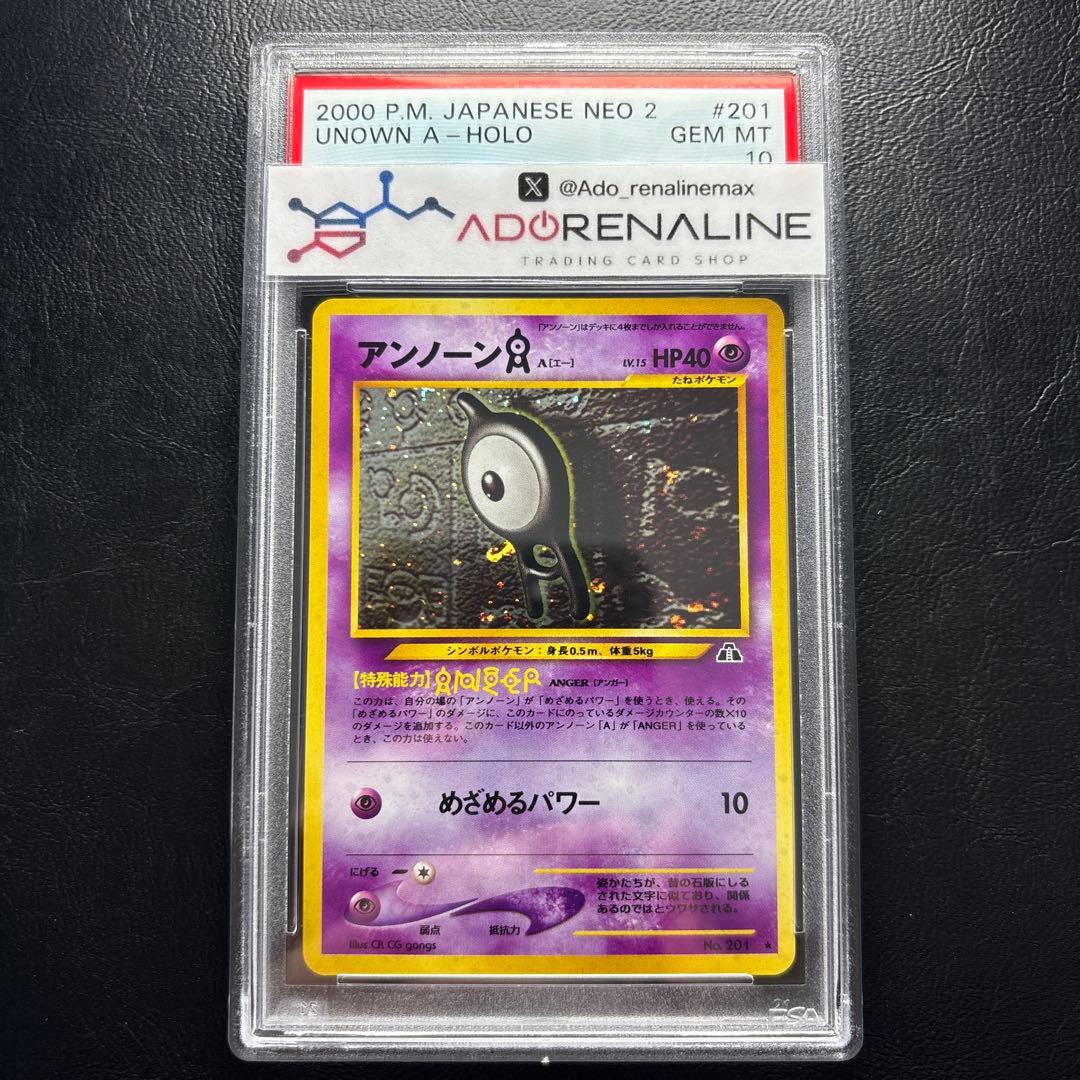 2000 P.M. JAPANESE NEO 2 #201
UNOWN A - HOLO GEM MT
10
@Ado_renalinemax
ADORENALINE
TRADING CARD SHOP
「アンノーン」はデッキに4枚までしか入れることができません。
アンノーン A[エー] LV.15 HP40
たねポケモン
シンボルポケモン:身長0.5m、体重5kg
【特殊能力】ANGER ANGER [アンガー]
この力は、自分の場の「アンノーン」が「めざめるパワー」を使うとき、使える。その
「めざめるパワー」のダメージに、このカードにのっているダメージカウンターの数×10
のダメージを追加する。このカード以外のアンノーン「A」が「ANGER」を使っている
とき、この力は使えない。
めざめるパワー 10
にげる
弱点 抵抗力
姿かたちが、昔の石版にしる
された文字に似ており、関係
あるのではとウワサされる。
Illus.CR CG gangs No. 201 ★